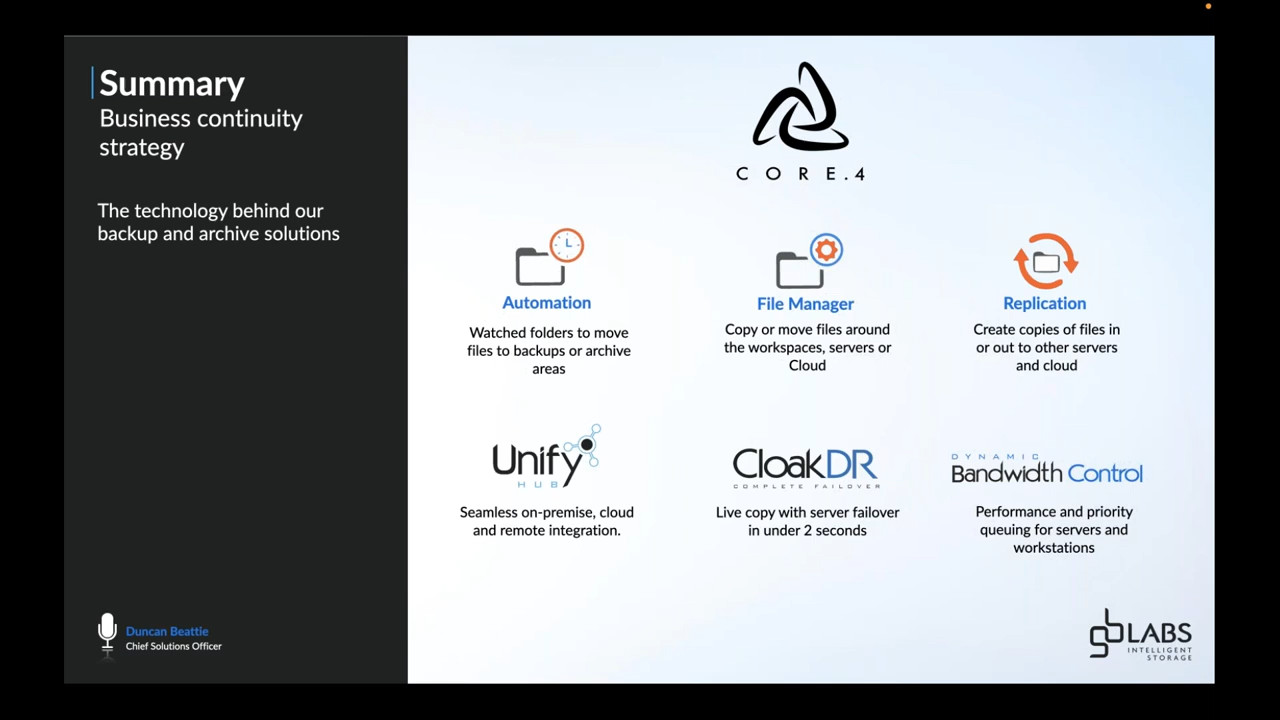 Summary
Business continuity
strategy
The technology behind our
backup and archive solutions
Duncan Beattie
Chief Solutions Officer
CORE.4
Automation
Watched folders to move
files to backups or archive
areas
File Manager
Copy or move files around
the workspaces, servers or
Cloud
Replication
Create copies of files in
or out to other servers
and cloud
Unify
HUB
Seamless on-premise, cloud
and remote integration.
CloakDR
COMPLETE FAILOVER
Live copy with server failover
in under 2 seconds
DYNAMIC
Bandwidth Control
Performance and priority
queuing for servers and
workstations
gb LABS
INTELLIGENT
STORAGE